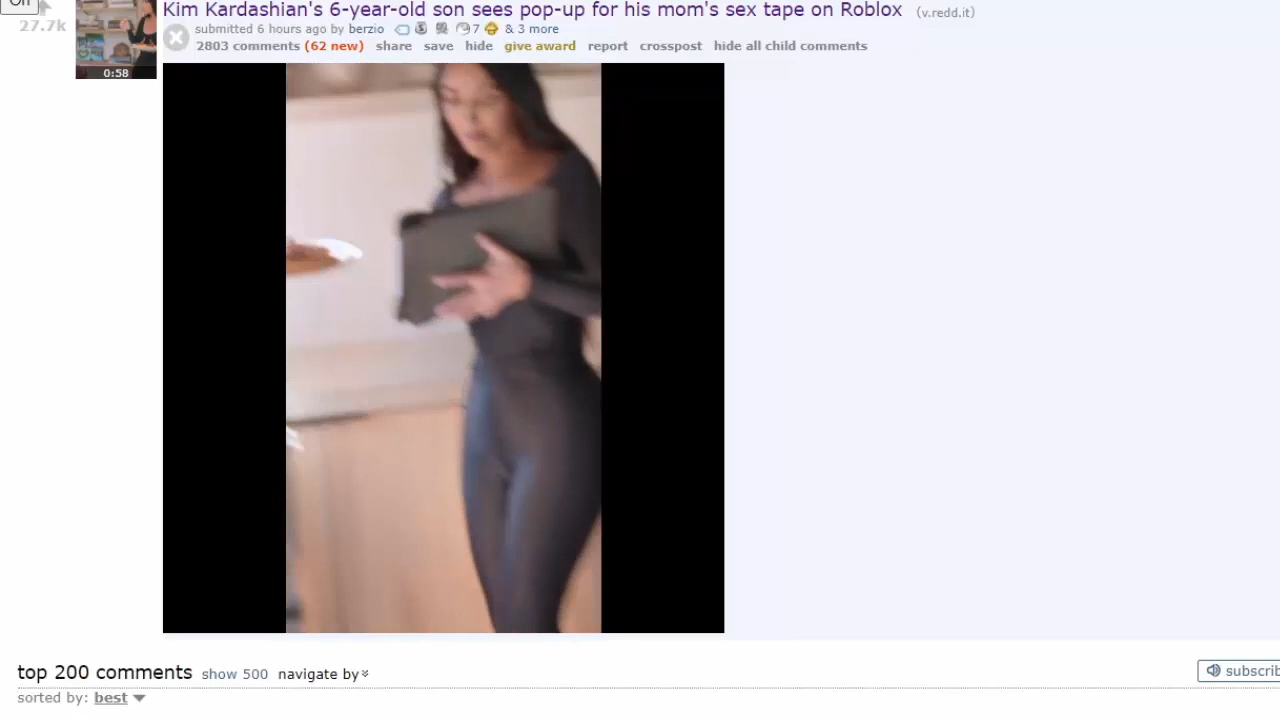 On
Kim Kardashian's 6-year-old son sees pop-up for his mom's sex tape on Roblox (v.redd.it)
27.7k
submitted 6 hours ago by berzio 7 & 3 more
2803 comments (62 new) share save hide give award report crosspost hide all child comments
0:58
top 200 comments show 500 navigate by
subscrib
sorted by: best